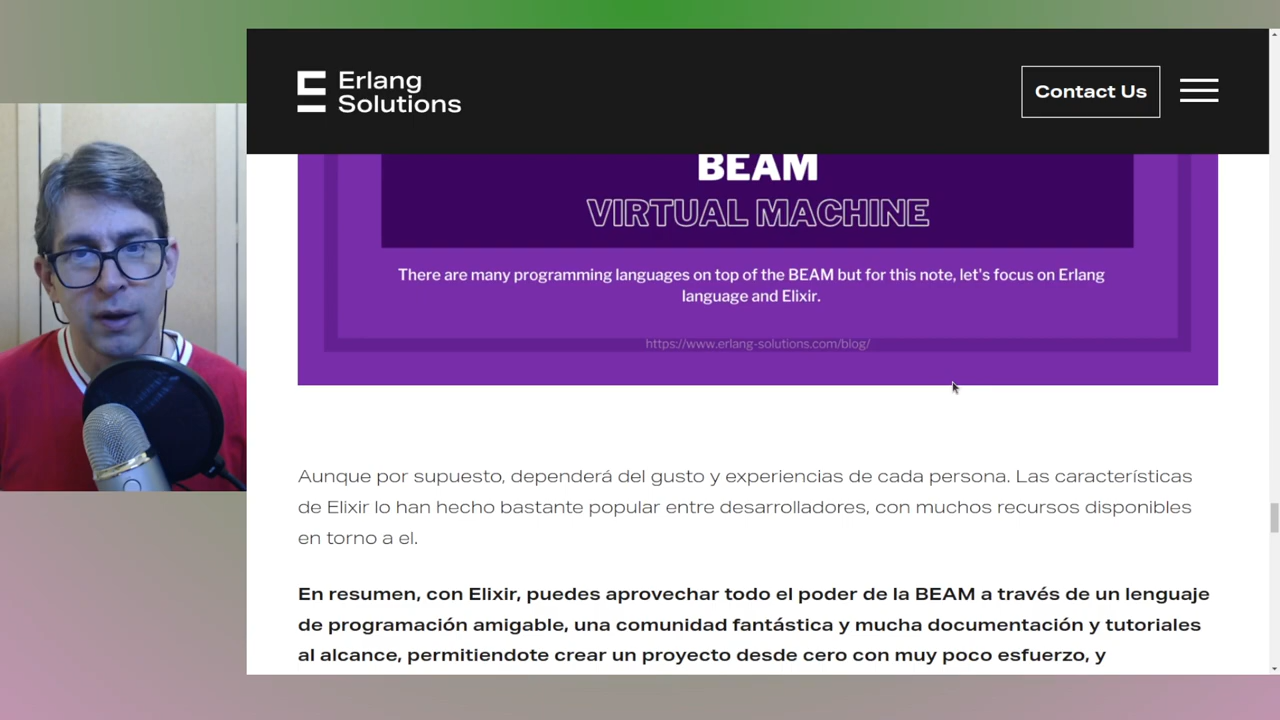 Erlang
Solutions
Contact Us
BEAM
VIRTUAL MACHINE
There are many programming languages on top of the BEAM but for this note, let's focus on Erlang
language and Elixir.
https://www.erlang-solutions.com/blog/
Aunque por supuesto, dependerá del gusto y experiencias de cada persona. Las características
de Elixir lo han hecho bastante popular entre desarrolladores, con muchos recursos disponibles
en torno a el.
En resumen, con Elixir, puedes aprovechar todo el poder de la BEAM a través de un lenguaje
de programación amigable, una comunidad fantástica y mucha documentación y tutoriales
al alcance, permitiendote crear un proyecto desde cero con muy poco esfuerzo, y